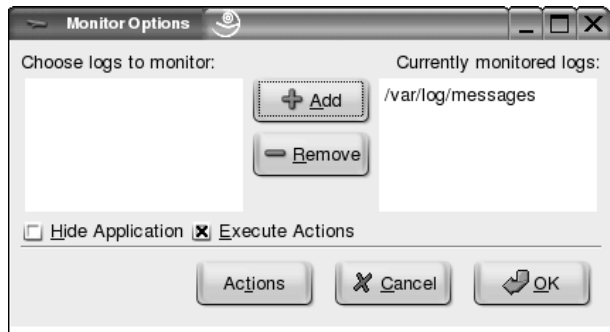 Monitor Options
Choose logs to monitor:
Currently monitored logs:
Add
/var/log/messages
Remove
Hide Application
Execute Actions
Actions
Cancel
OK